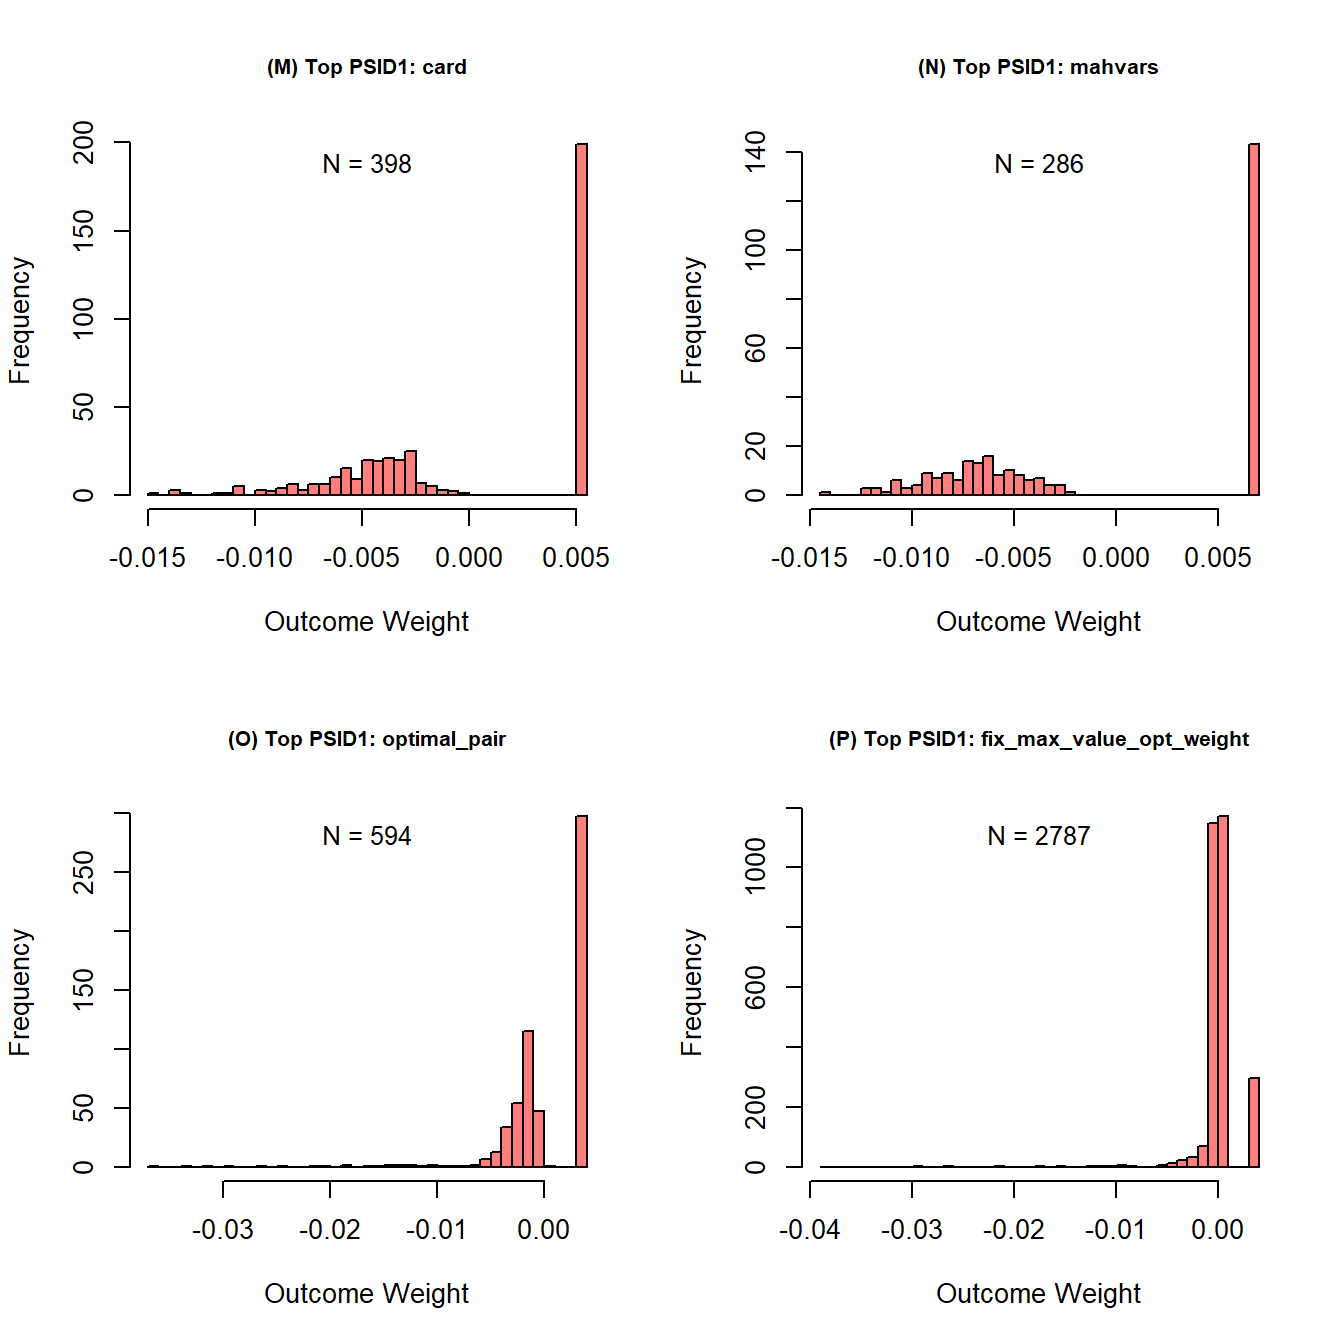 (M) Top PSID1: card
N = 398
Frequency
0 50 100 150 200
-0.015 -0.010 -0.005 0.000 0.005
Outcome Weight
(N) Top PSID1: mahvars
N = 286
Frequency
0 20 60 100 140
-0.015 -0.010 -0.005 0.000 0.005
Outcome Weight
(O) Top PSID1: optimal_pair
N = 594
Frequency
0 50 150 250
-0.03 -0.02 -0.01 0.00
Outcome Weight
(P) Top PSID1: fix_max_value_opt_weight
N = 2787
Frequency
0 200 600 1000
-0.04 -0.03 -0.02 -0.01 0.00
Outcome Weight